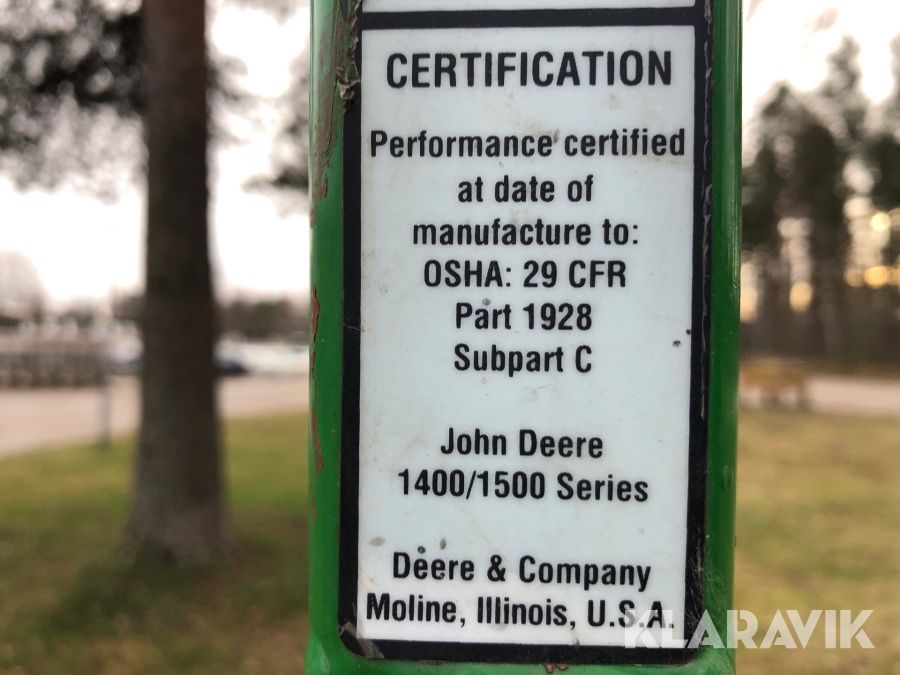 CERTIFICATION
Performance certified
at date of
manufacture to:
OSHA: 29 CFR
Part 1928
Subpart C
John Deere
1400/1500 Series
Deere & Company
Moline, Illinois, U.S.A.
KLARAVIK